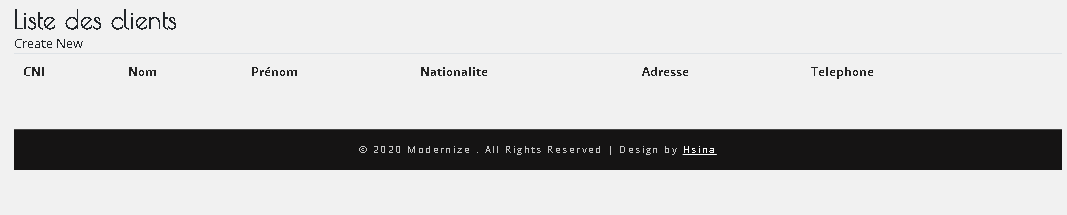 Liste des clients
Create New
CNI Nom Prénom Nationalite Adresse Telephone
© 2020 Modernize . All Rights Reserved | Design by Hsina